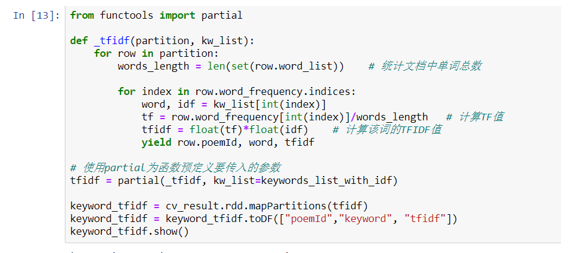 In [13]: from functools import partial
def _tfidf(partition, kw_list):
    for row in partition:
        words_length = len(set(row.word_list))    # 统计文档中单词总数
        for index in row.word_frequency.indices:
            word, idf = kw_list[int(index)]
            tf = row.word_frequency[int(index)]/words_length   # 计算TF值
            tfidf = float(tf)*float(idf)    # 计算该词的TFIDF值
            yield row.poemId, word, tfidf
# 使用partial为函数预定义要传入的参数
tfidf = partial(_tfidf, kw_list=keywords_list_with_idf)
keyword_tfidf = cv_result.rdd.mapPartitions(tfidf)
keyword_tfidf = keyword_tfidf.toDF(["poemId","keyword", "tfidf"])
keyword_tfidf.show()